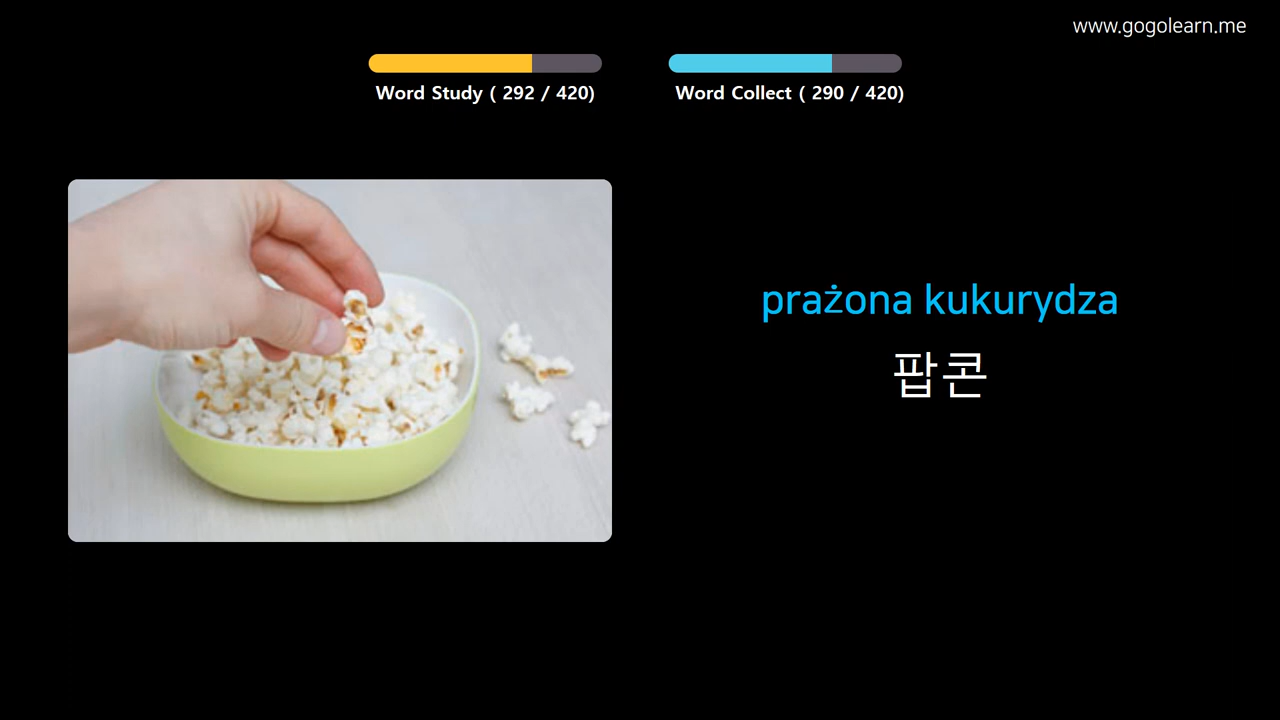 www.gogolearn.me
Word Study ( 292 / 420)
Word Collect ( 290 / 420)
prażona kukurydza
팝콘